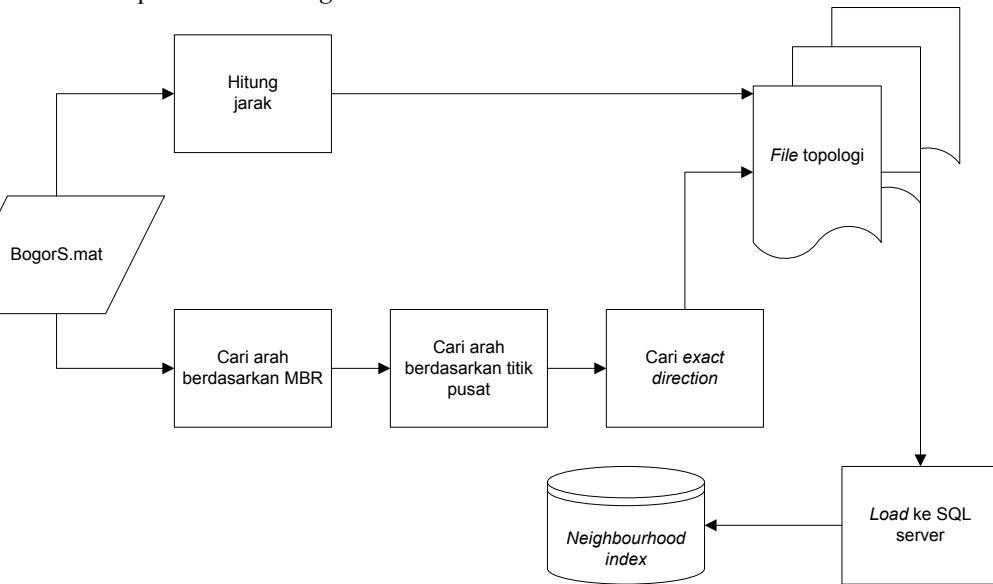 Hitung
jarak
File topologi
BogorS.mat
Cari arah
berdasarkan MBR
Cari arah
berdasarkan titik
pusat
Cari exact
direction
Load ke SQL
server
Neighbourhood
index